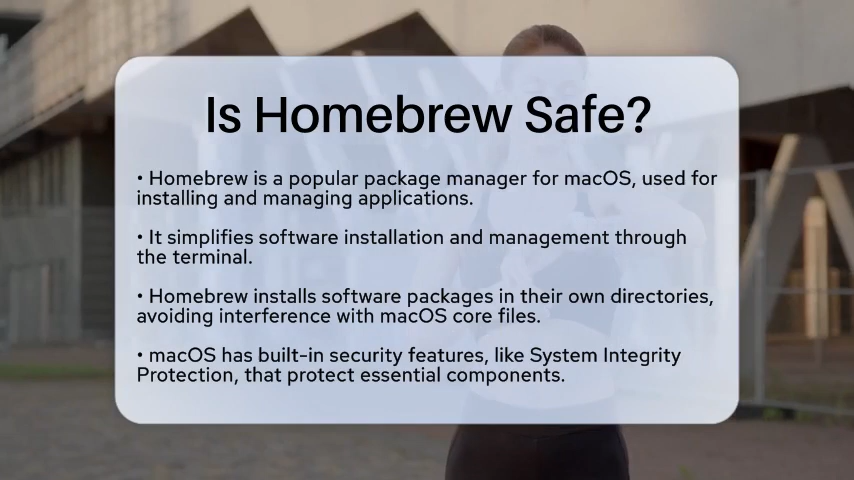 Is Homebrew Safe?
• Homebrew is a popular package manager for macOS, used for
installing and managing applications.
• It simplifies software installation and management through
the terminal.
• Homebrew installs software packages in their own directories,
avoiding interference with macOS core files.
• macOS has built-in security features, like System Integrity
Protection, that protect essential components.